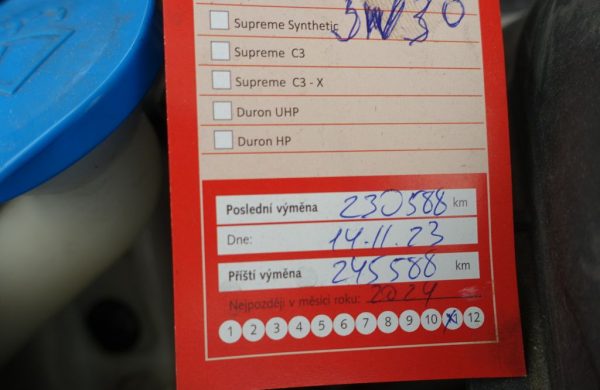 5W30
Supreme Synthetic
Supreme C3
Supreme C3 - X
Duron UHP
Duron HP
Poslední výměna 230588 km
Dne: 14.11.23
Příští výměna 245588 km
Nejpozději v měsíci roku: 2024
1 2 3 4 5 6 7 8 9 10 11 12